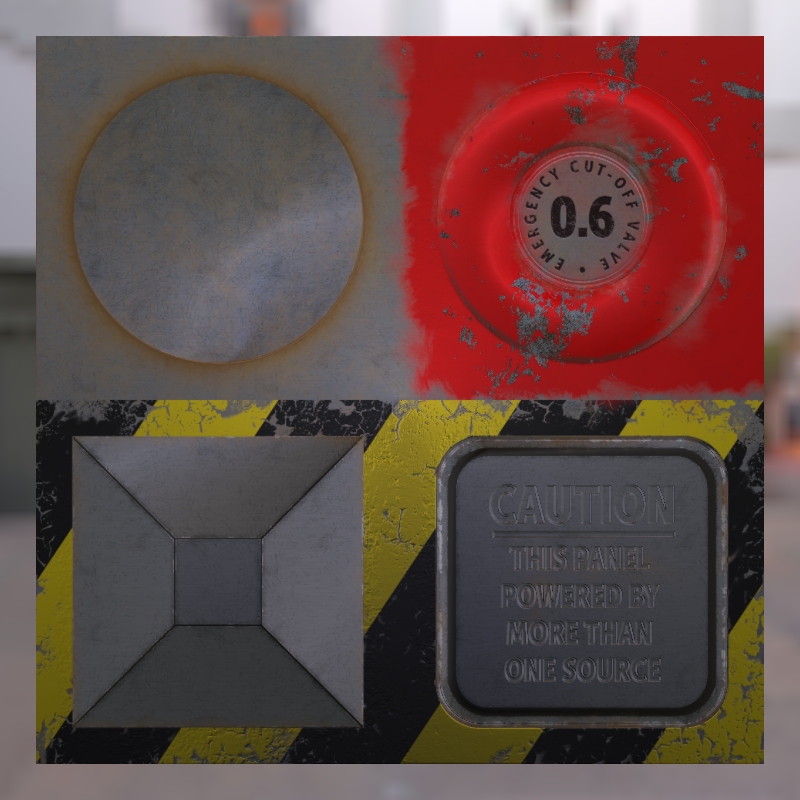 EMERGENCY CUT-OFF VALVE •
0.6
CAUTION
THIS PANEL
POWERED BY
MORE THAN
ONE SOURCE